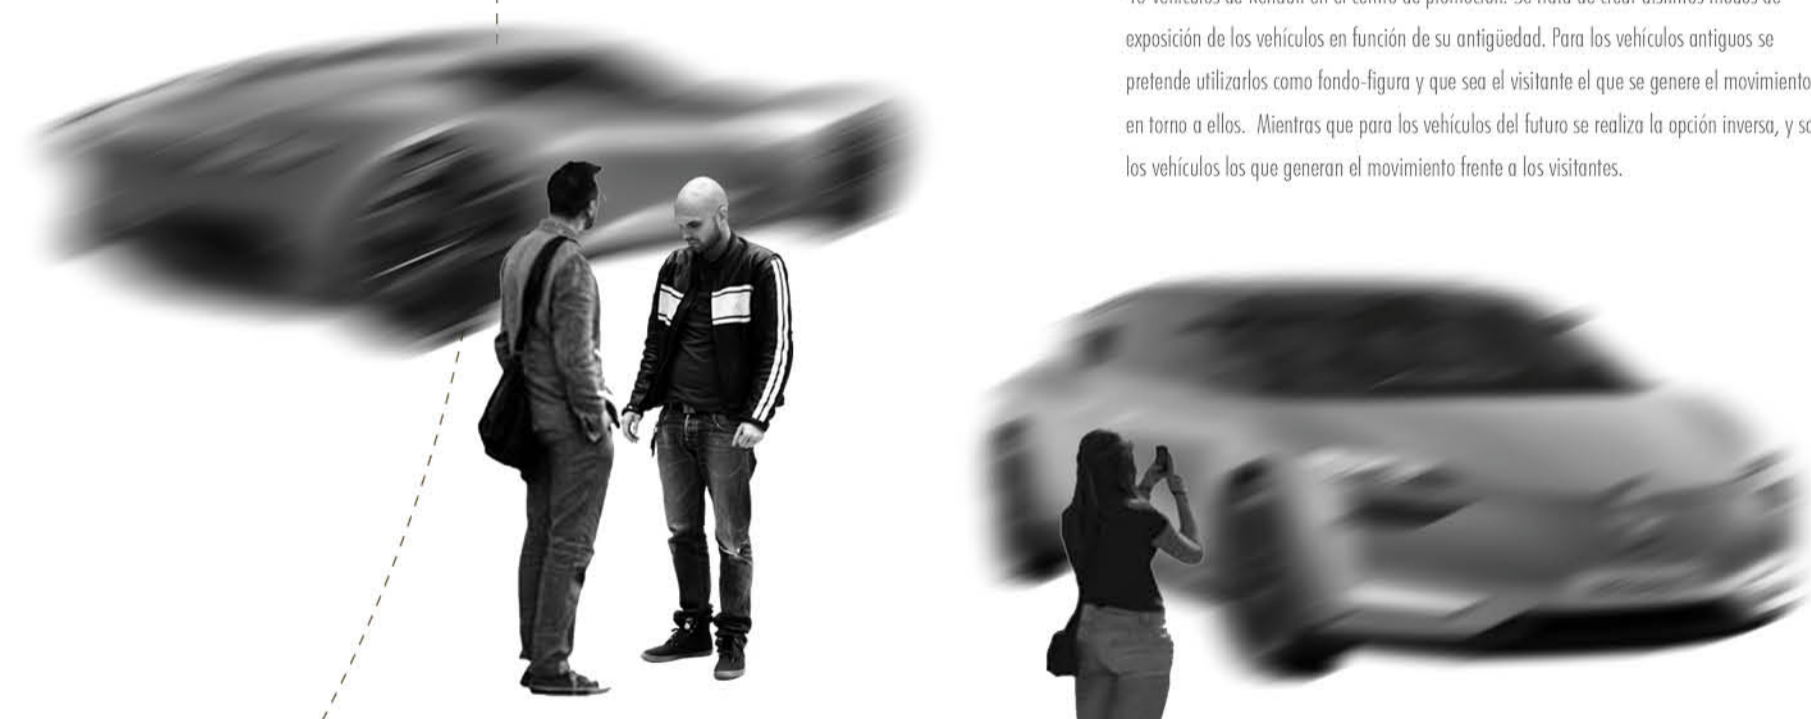 exposición de los vehículos en función de su antigüedad. Para los vehículos antiguos se
pretende utilizarlos como fondo-figura y que sea el visitante el que se genere el movimiento
en torno a ellos. Mientras que para los vehículos del futuro se realiza la opción inversa, y
los vehículos los que generan el movimiento frente a los visitantes.